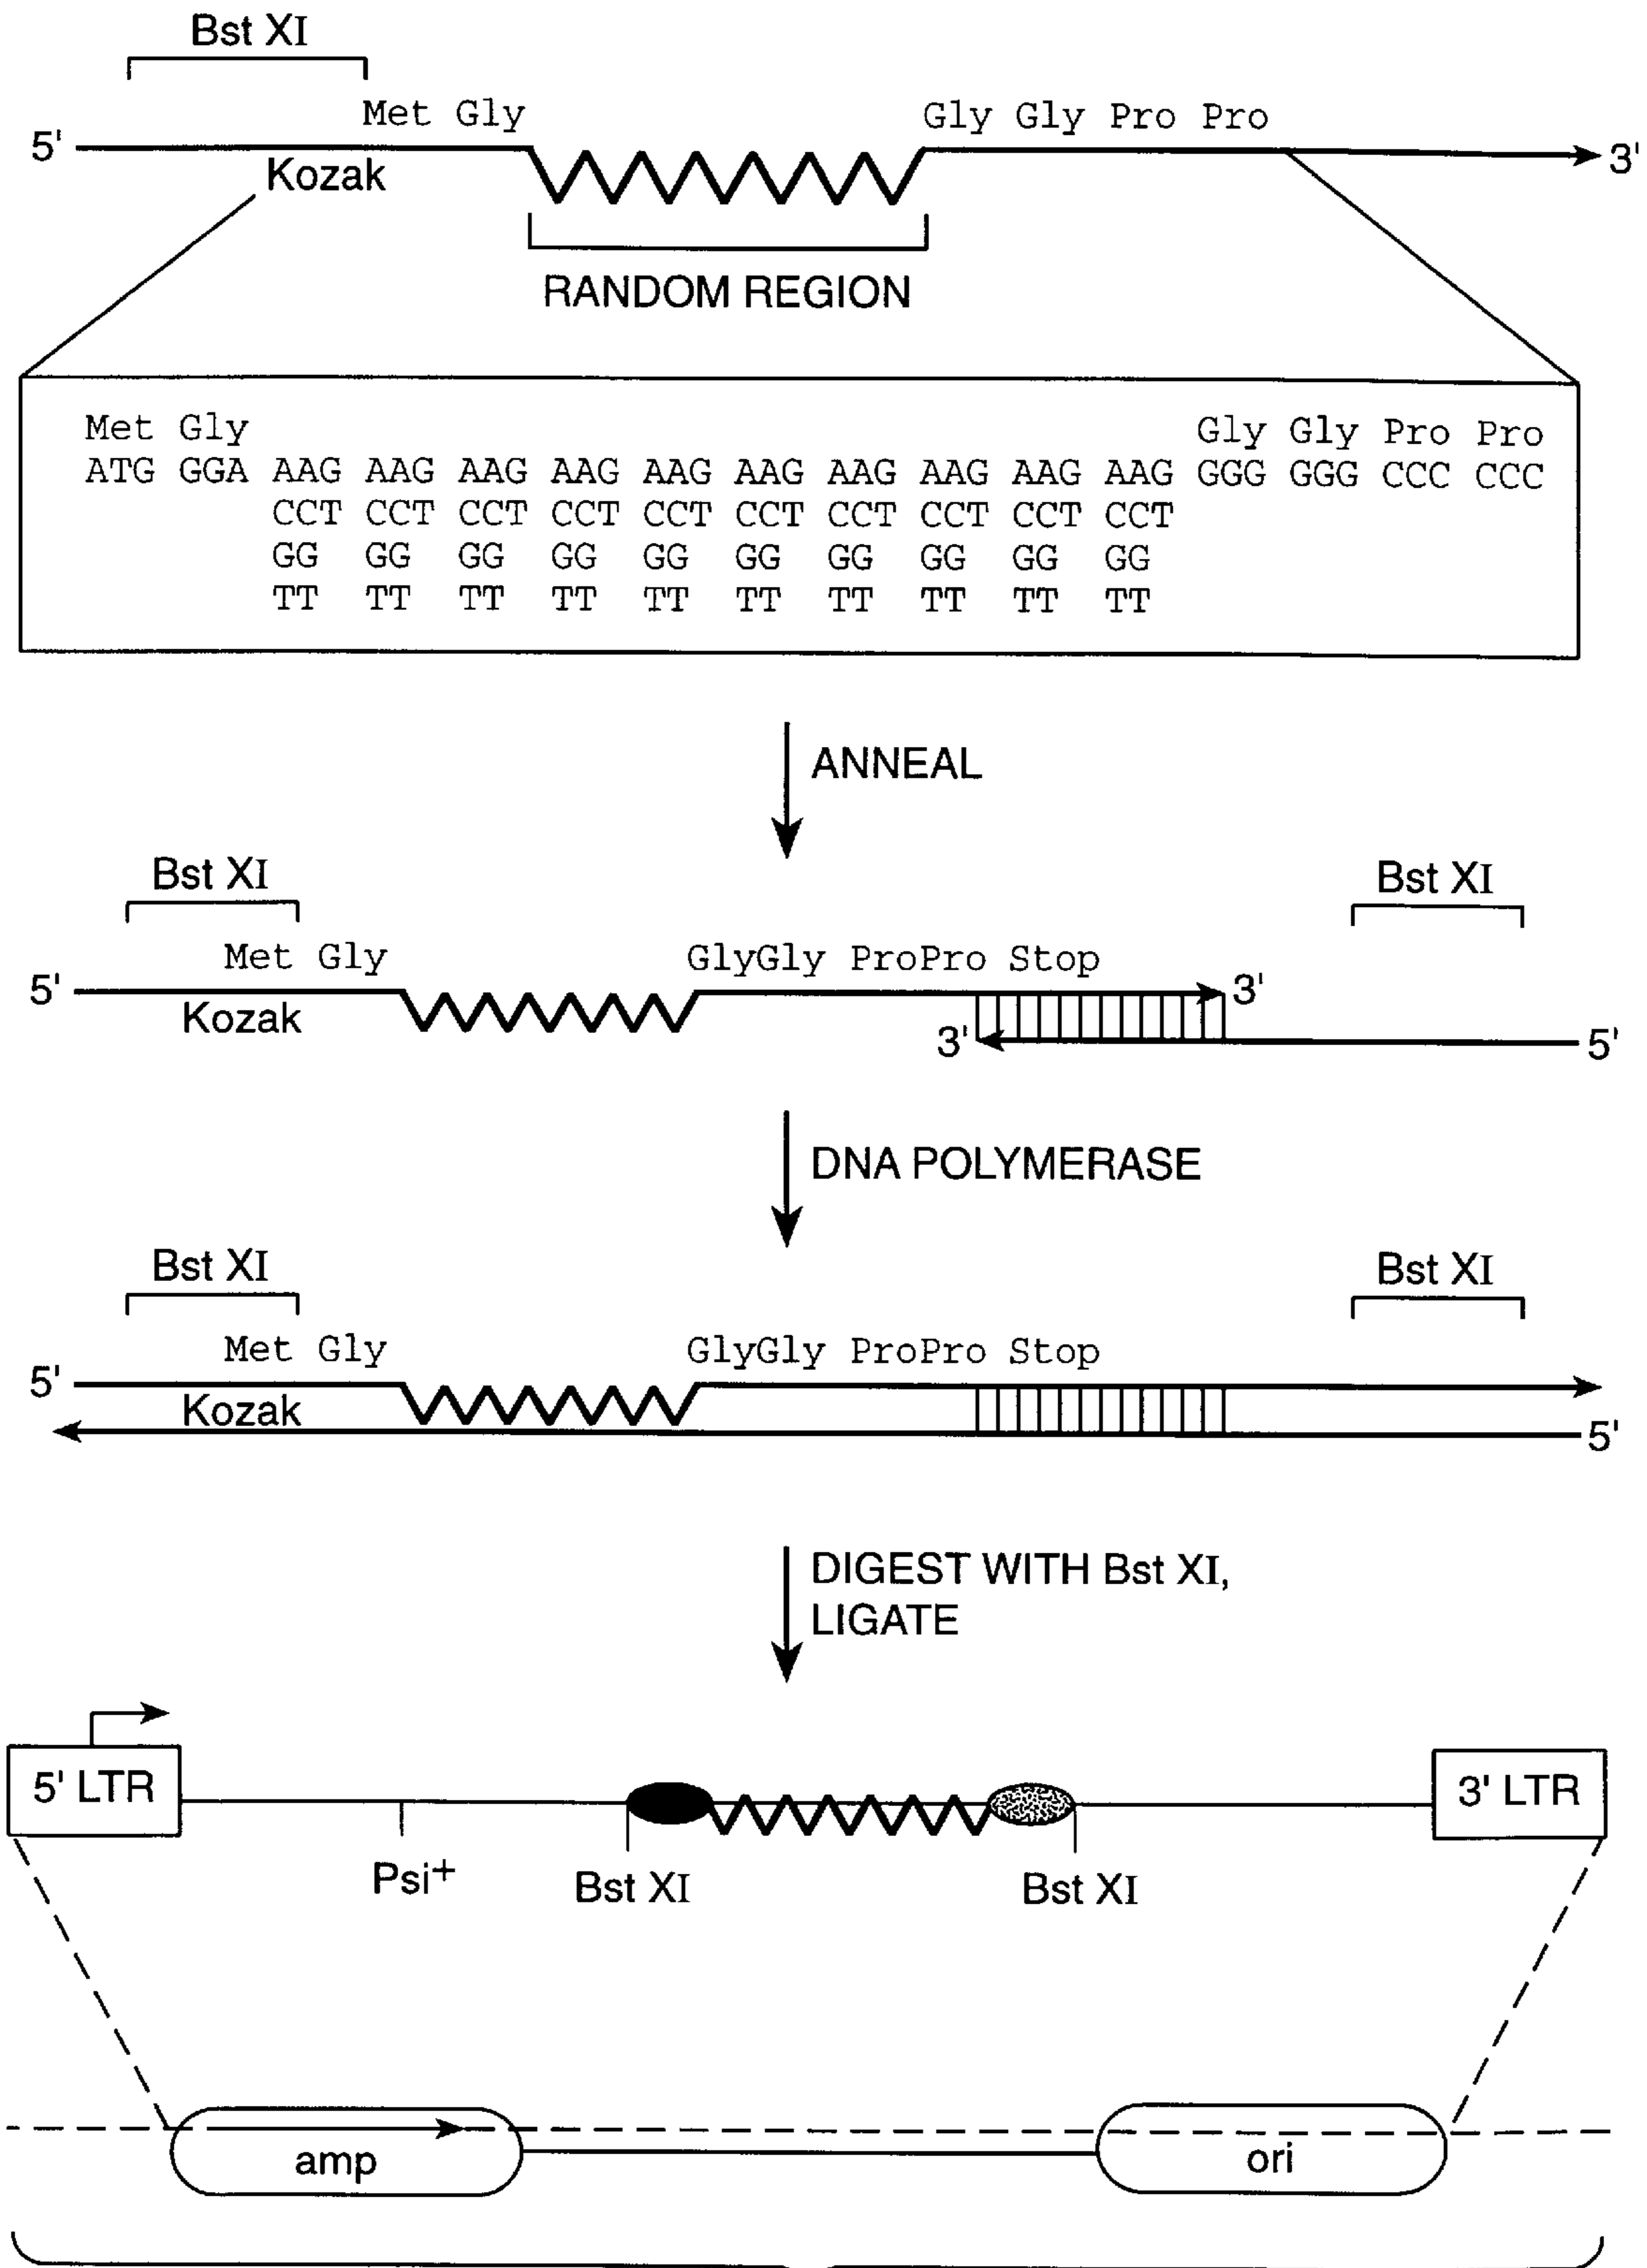 Bst XI
Met Gly
Gly Gly Pro Pro
5'
3'
Kozak
RANDOM REGION
Met Gly Gly Gly Pro Pro
ATG GGA AAG AAG AAG AAG AAG AAG AAG AAG AAG AAG GGG GGG CCC CCC
CCT CCT CCT CCT CCT CCT CCT CCT CCT CCT
GG GG GG GG GG GG GG GG GG GG
TT TT TT TT TT TT TT TT TT TT
ANNEAL
Bst XI
Bst XI
Met Gly
GlyGly ProPro Stop
5'
3'
Kozak
3'
5'
DNA POLYMERASE
Bst XI
Bst XI
Met Gly
GlyGly ProPro Stop
5'
Kozak
5'
DIGEST WITH Bst XI,
LIGATE
5' LTR
3' LTR
Psi+
Bst XI
Bst XI
amp
ori